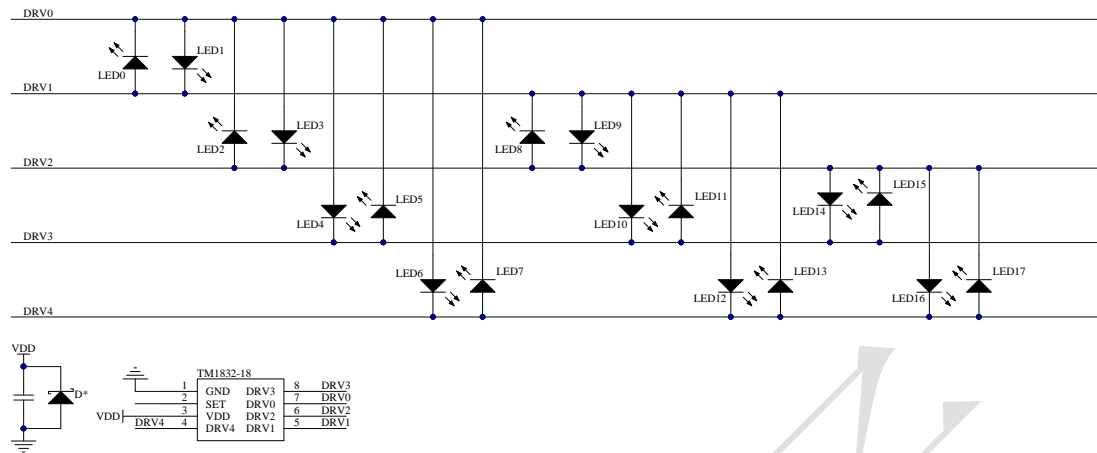 DRV0
LED1
LED0
DRV1
LED3
LED9
LED2
LED8
DRV2
LED5
LED11
LED15
LED4
LED10
LED14
DRV3
LED6
LED7
LED13
LED17
LED12
LED16
DRV4
VDD
TM1832-18
D*
1 GND DRV3 8 DRV3
2 SET DRV0 7 DRV0
VDD 3 VDD DRV2 6 DRV2
DRV4 4 DRV4 DRV1 5 DRV1